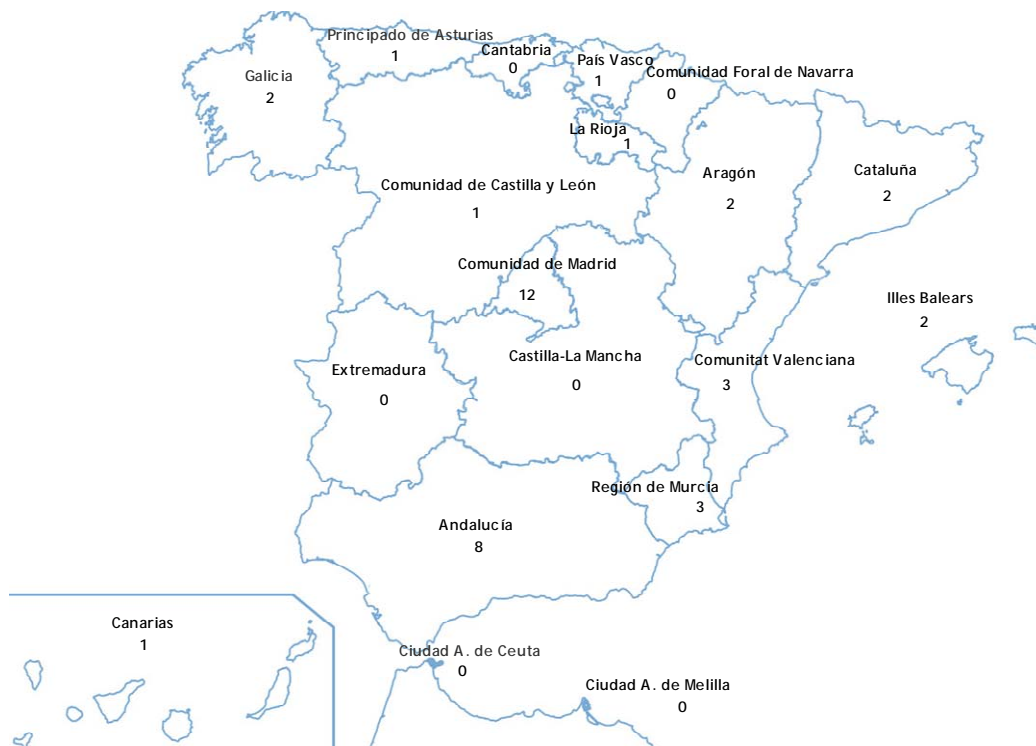 Principado de Asturias
1
Cantabria
0
País Vasco
1
Comunidad Foral de Navarra
0
Galicia
2
La Rioja
1
Aragón
2
Cataluña
2
Comunidad de Castilla y León
1
Comunidad de Madrid
12
Illes Balears
2
Castilla-La Mancha
0
Comunitat Valenciana
3
Extremadura
0
Región de Murcia
3
Andalucía
8
Canarias
1
Ciudad A. de Ceuta
0
Ciudad A. de Melilla
0